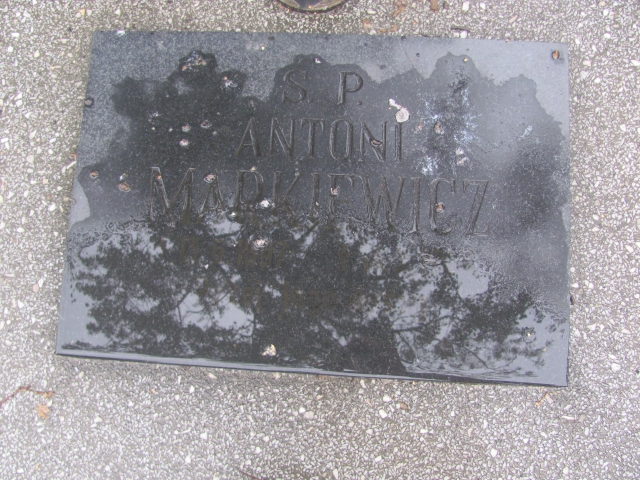 S. P.
ANTONI
MARKIEWICZ